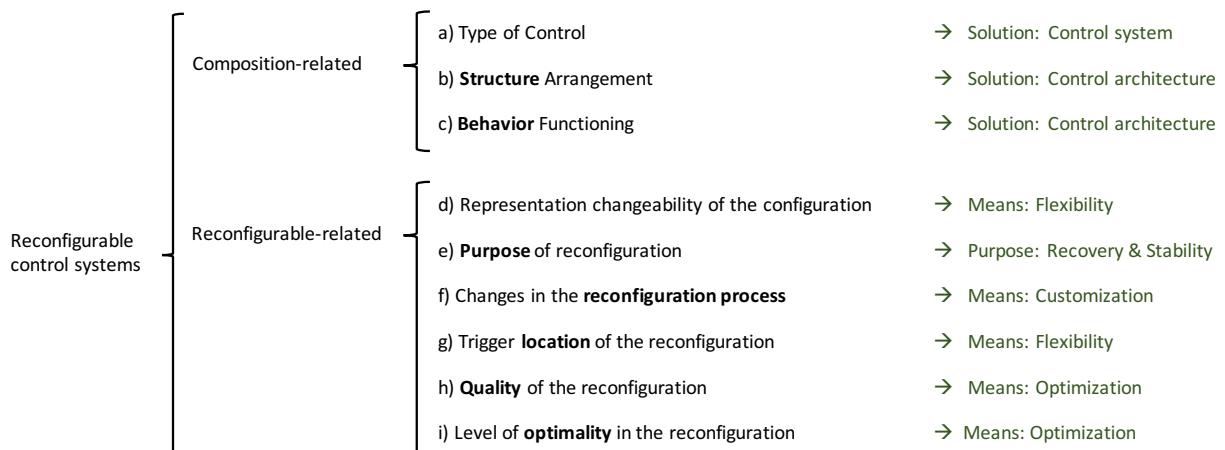 a) Type of Control → Solution: Control system
Composition-related
b) Structure Arrangement → Solution: Control architecture
c) Behavior Functioning → Solution: Control architecture
d) Representation changeability of the configuration → Means: Flexibility
Reconfigurable-related
e) Purpose of reconfiguration → Purpose: Recovery & Stability
Reconfigurable
control systems
f) Changes in the reconfiguration process → Means: Customization
g) Trigger location of the reconfiguration → Means: Flexibility
h) Quality of the reconfiguration → Means: Optimization
i) Level of optimality in the reconfiguration → Means: Optimization